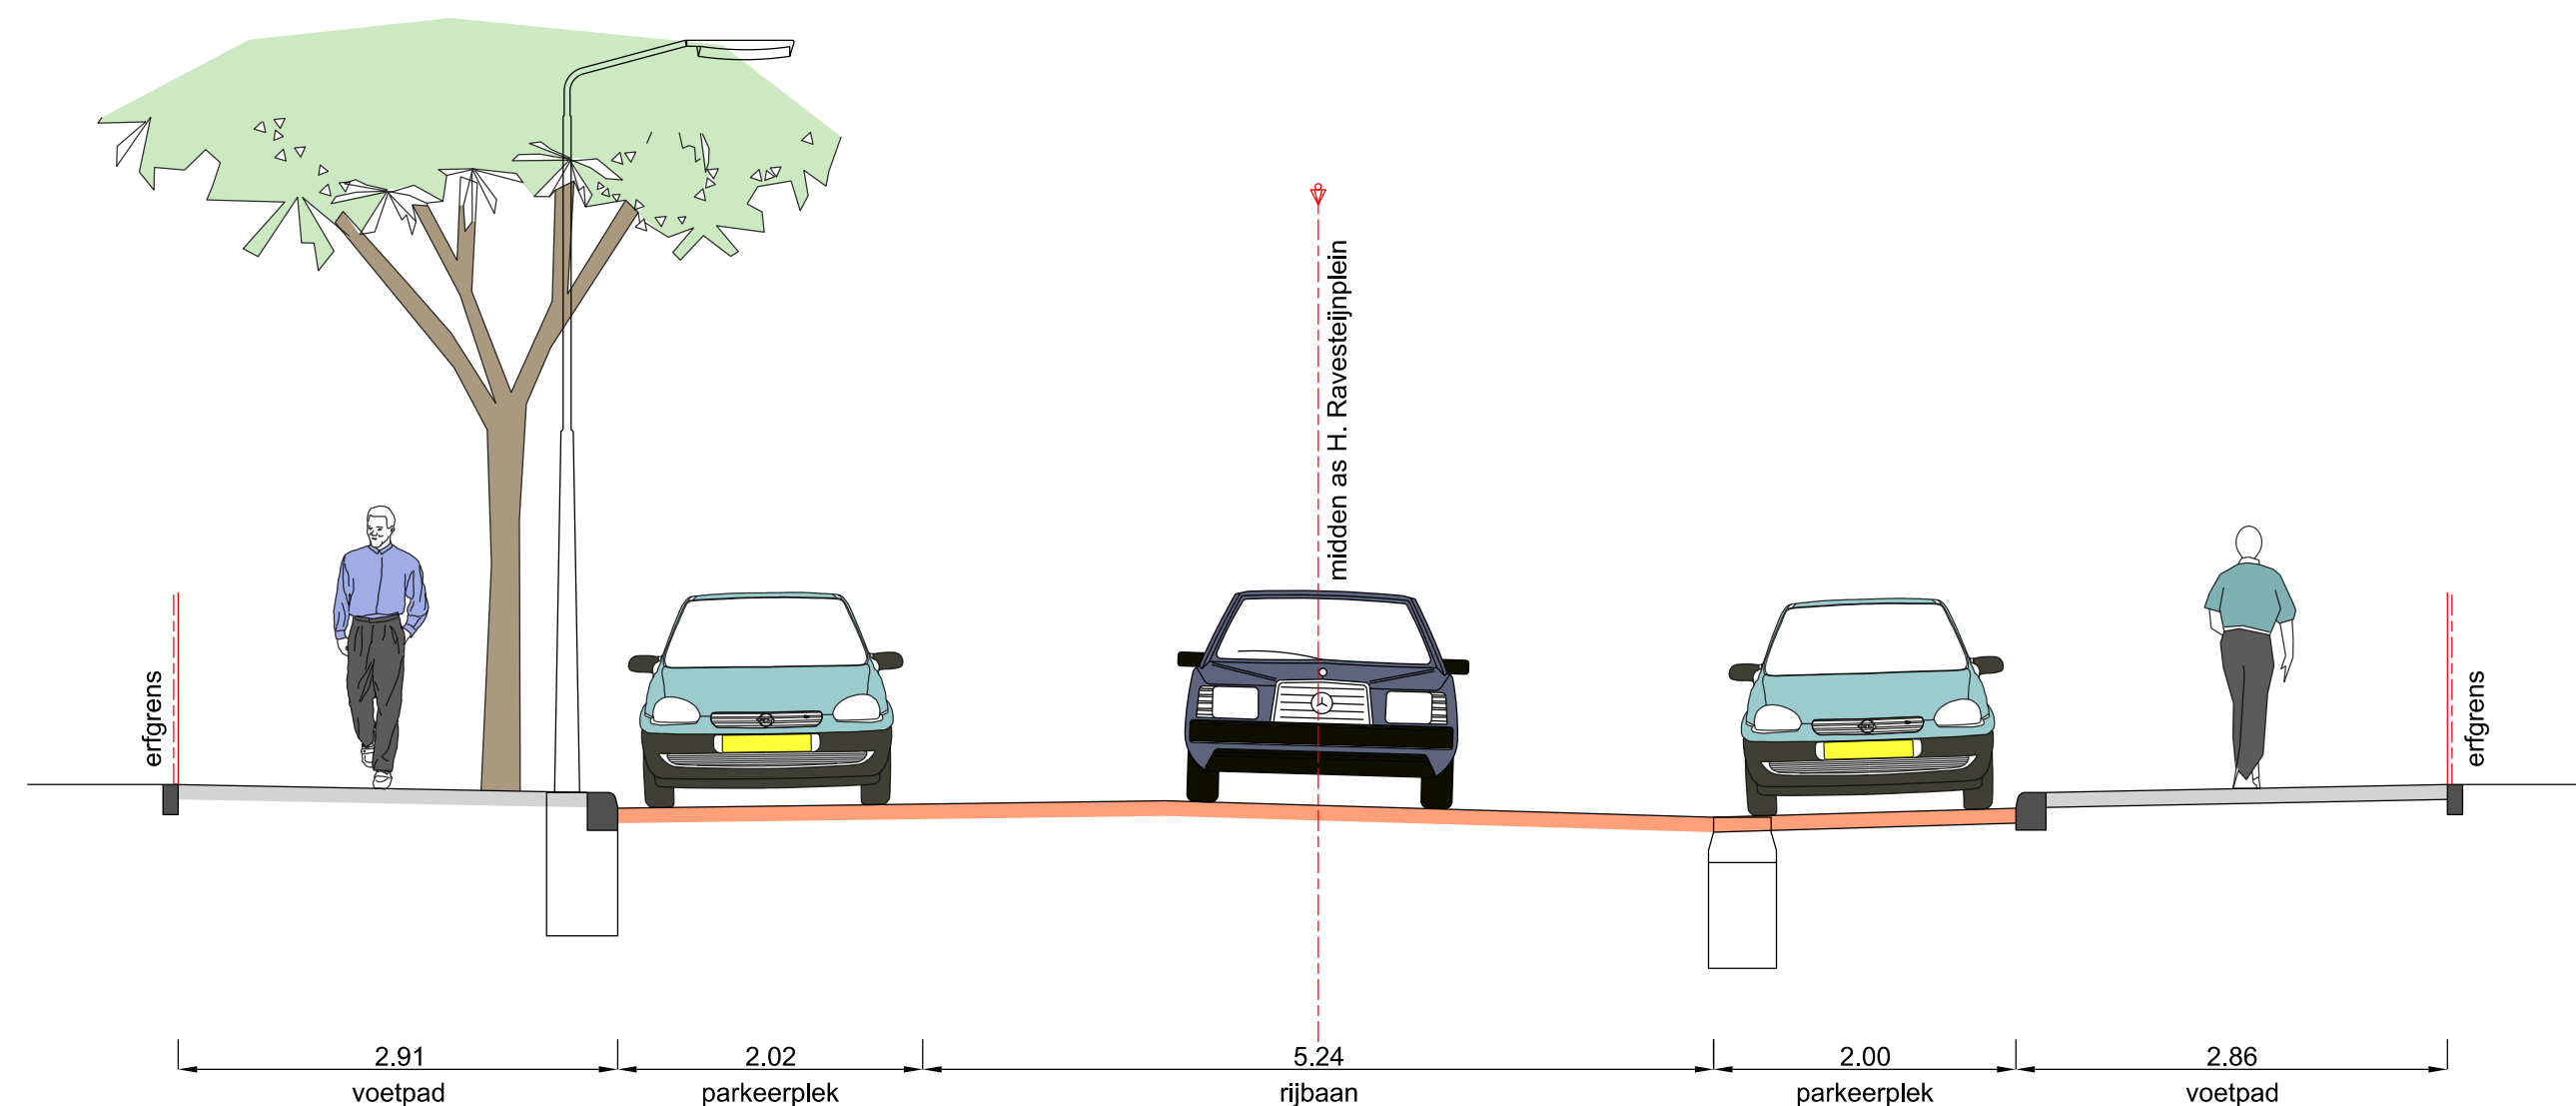 midden as H. Ravesteijnplein
erfgrens
erfgrens
2.91
2.02
5.24
2.00
2.86
voetpad
parkeerplek
rijbaan
parkeerplek
voetpad